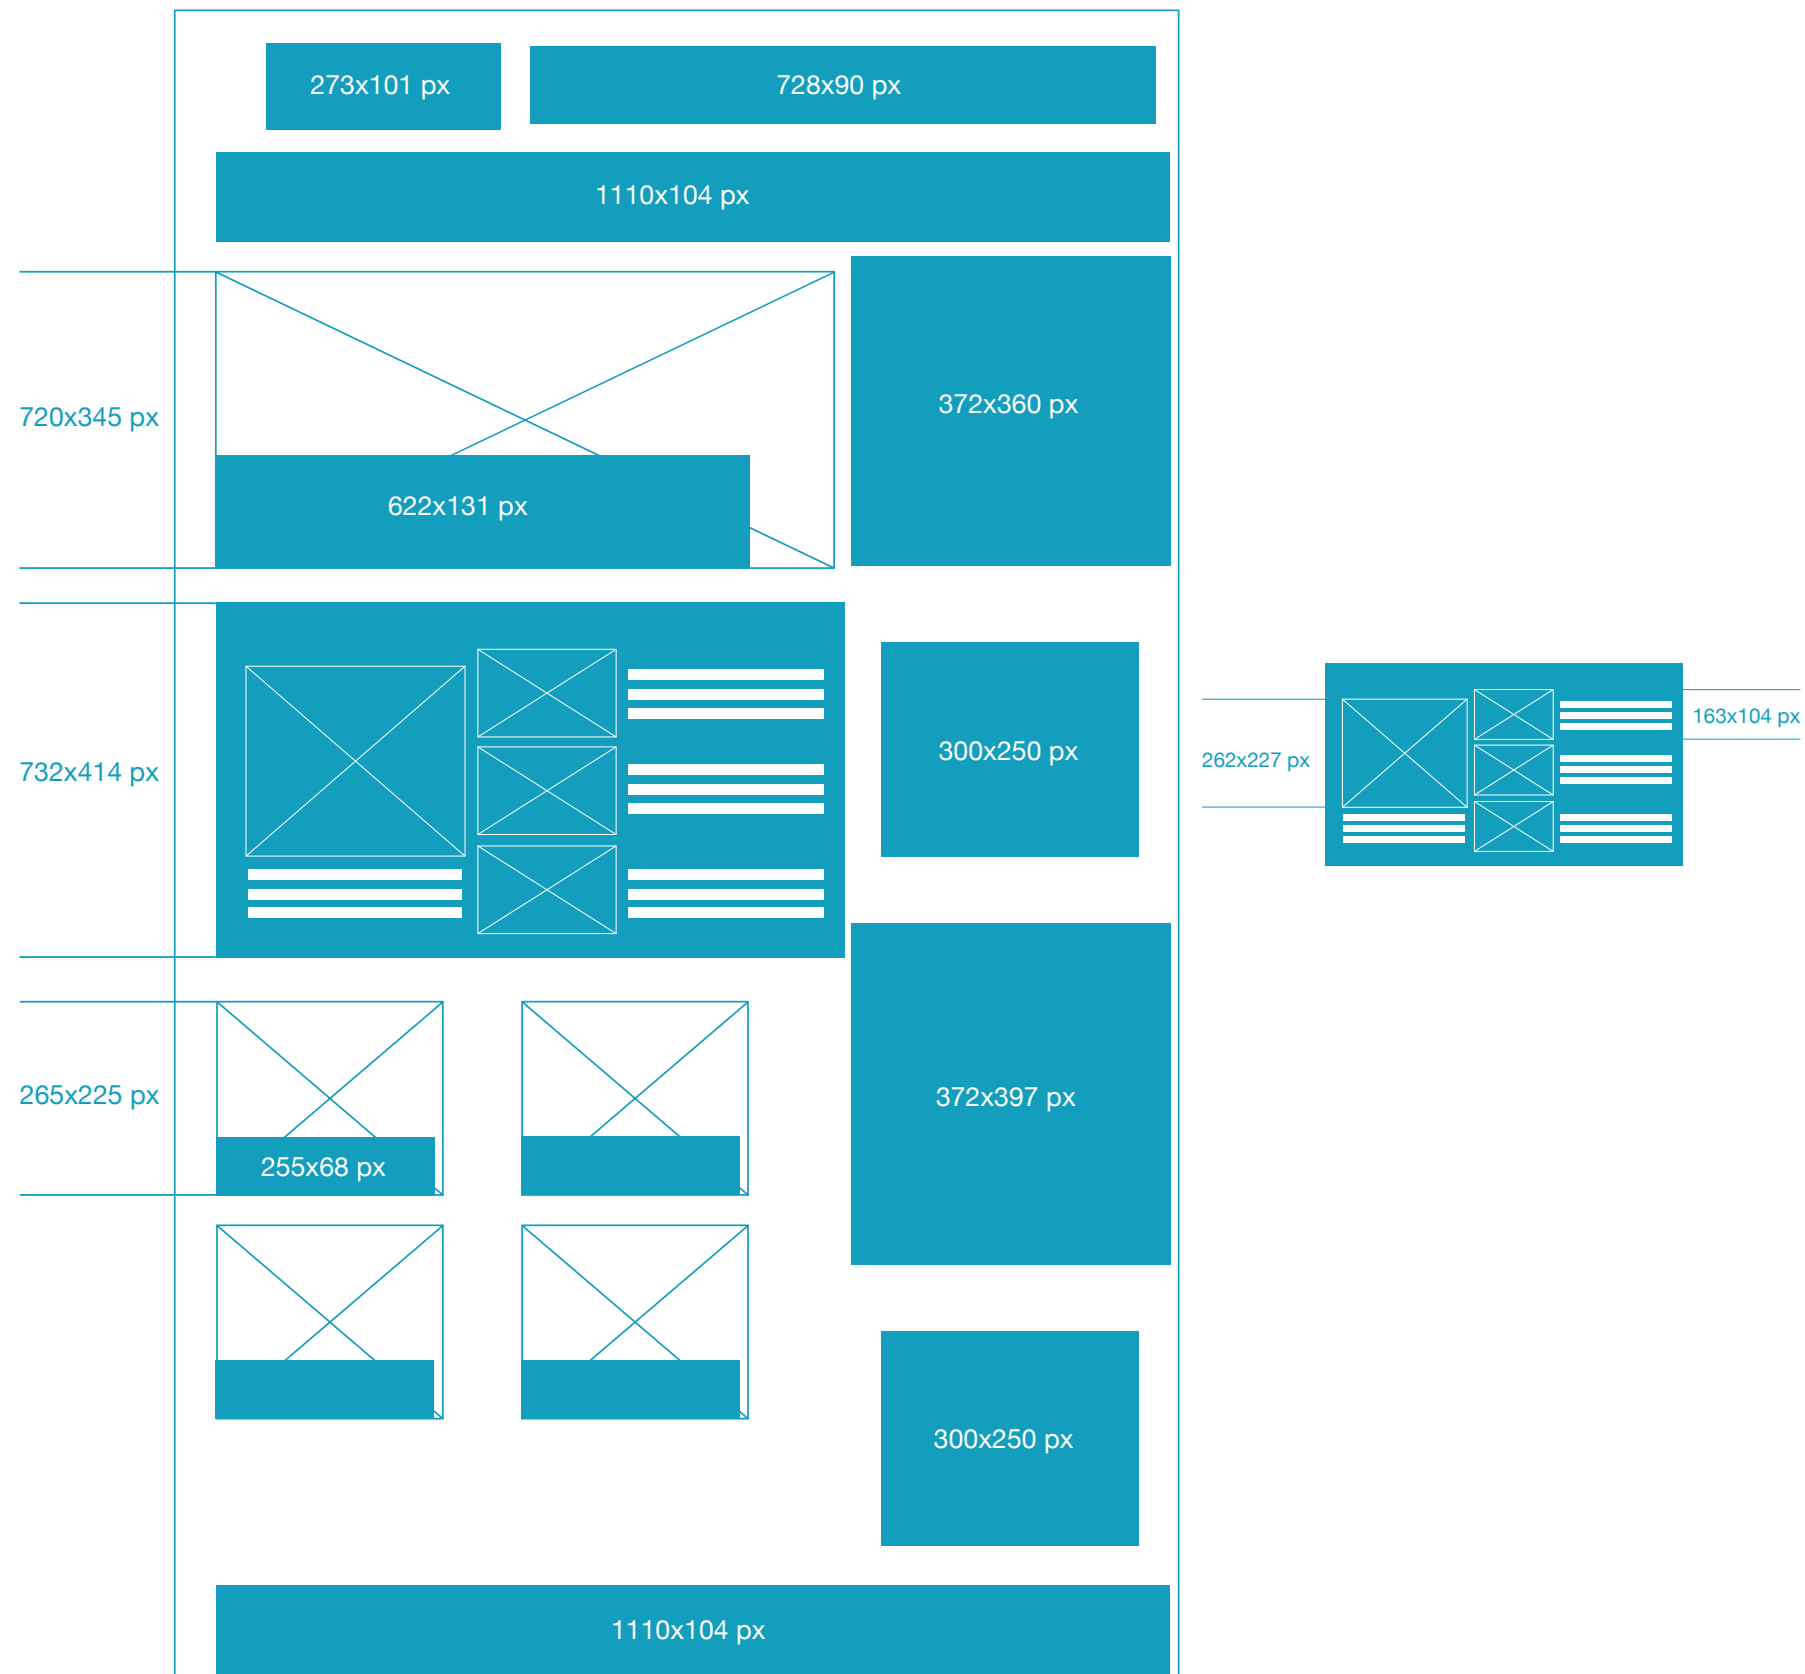 273x101 px
728x90 px
1110x104 px
720x345 px
372x360 px
622x131 px
732x414 px
300x250 px
262x227 px
163x104 px
265x225 px
372x397 px
255x68 px
300x250 px
1110x104 px